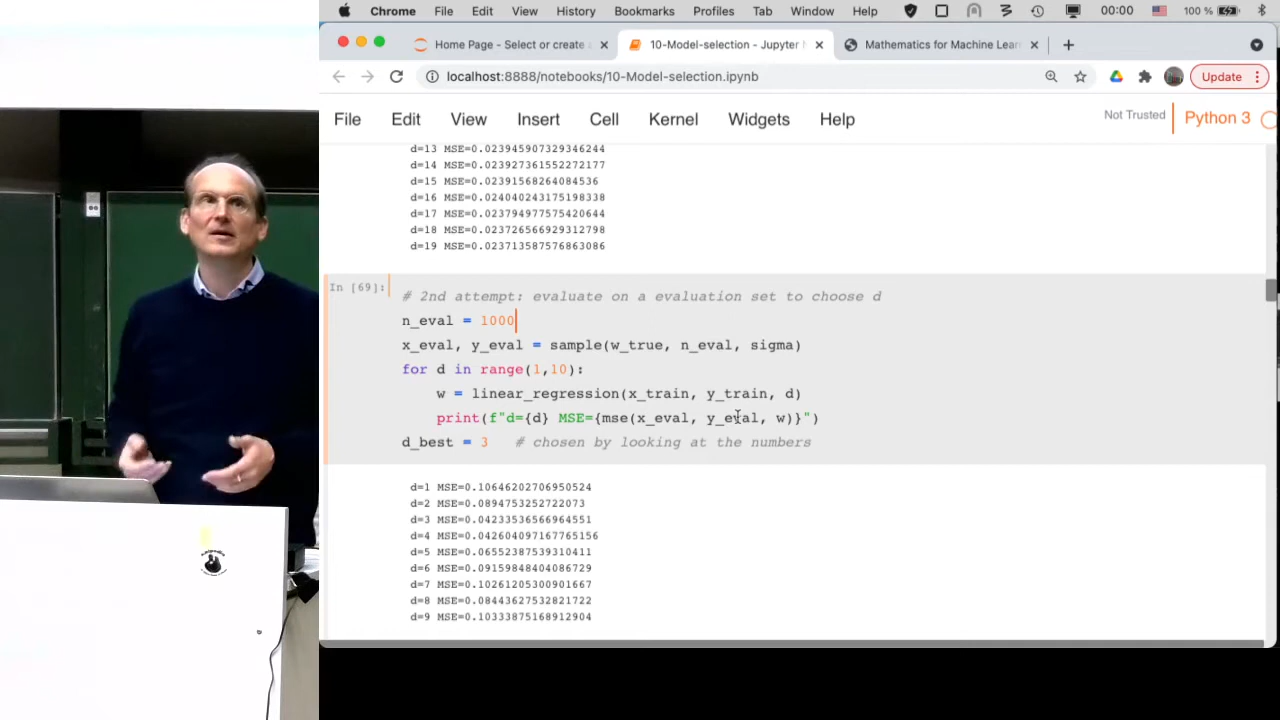 Chrome File Edit View History Bookmarks Profiles Tab Window Help 00:00 100 %
Home Page - Select or create a
10-Model-selection - Jupyter
Mathematics for Machine Lear
localhost:8888/notebooks/10-Model-selection.ipynb
Update
File Edit View Insert Cell Kernel Widgets Help
Not Trusted
Python 3
d=13 MSE=0.023945907329346244
d=14 MSE=0.023927361552272177
d=15 MSE=0.02391568264084536
d=16 MSE=0.024040243175198338
d=17 MSE=0.023794977575420644
d=18 MSE=0.023726566929312798
d=19 MSE=0.023713587576863086
In [69]:
# 2nd attempt: evaluate on a evaluation set to choose d
n_eval = 1000
x_eval, y_eval = sample(w_true, n_eval, sigma)
for d in range(1,10):
w = linear_regression(x_train, y_train, d)
print(f"d={d} MSE={mse(x_eval, y_eval, w)}")
d_best = 3 # chosen by looking at the numbers
d=1 MSE=0.10646202706950524
d=2 MSE=0.0894753252722073
d=3 MSE=0.04233536566964551
d=4 MSE=0.042604097167765156
d=5 MSE=0.06552387539310411
d=6 MSE=0.09159848404086729
d=7 MSE=0.10261205300901667
d=8 MSE=0.08443627532821722
d=9 MSE=0.10333875168912904